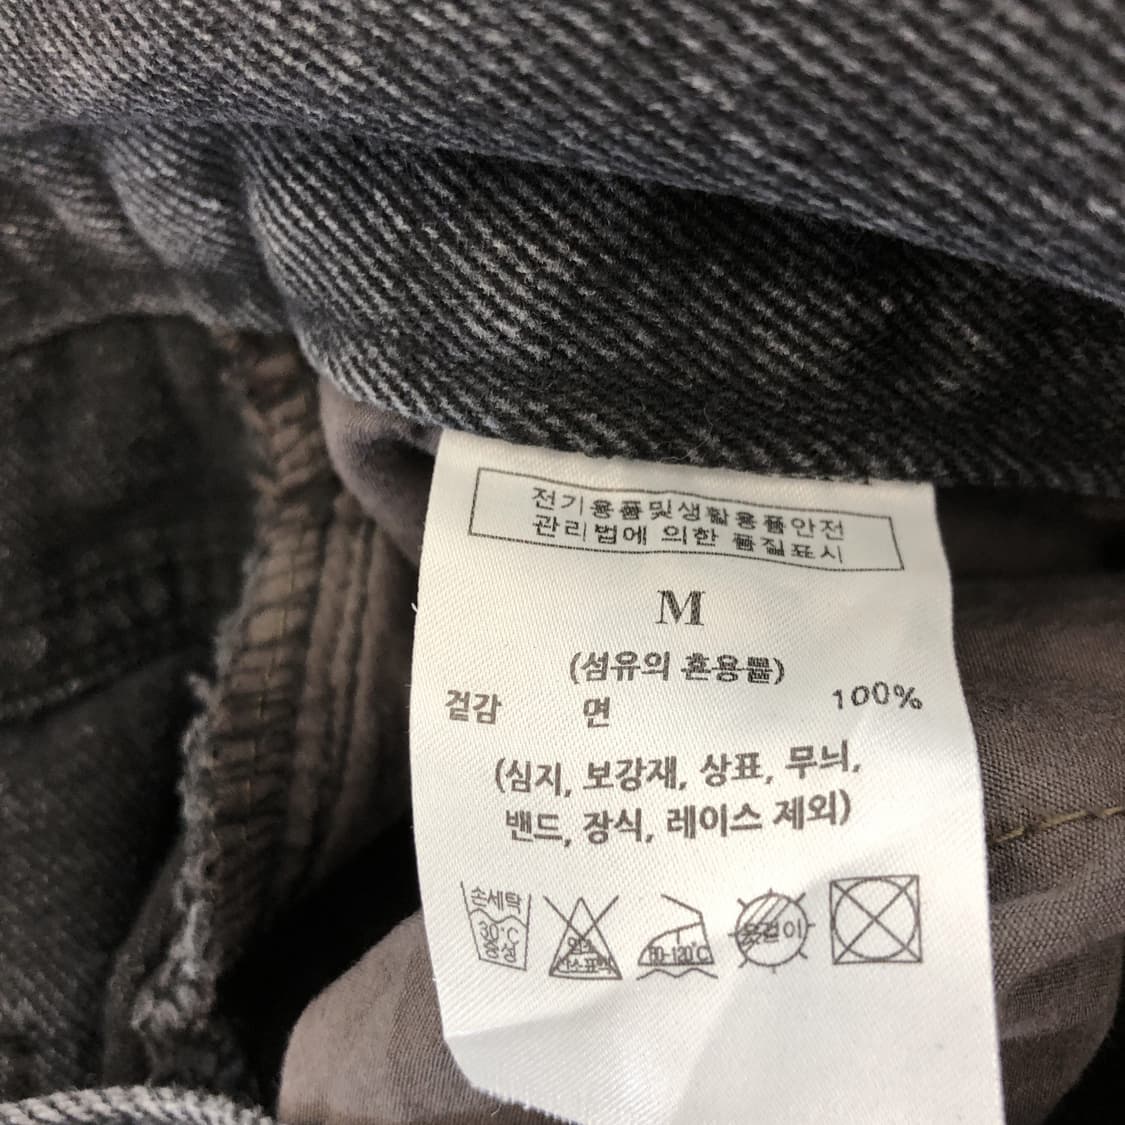 전기용품및생활용품안전
관리법에 의한 품질표시
M
(섬유의 혼용률)
겉감 면 100%
(심지, 보강재, 상표, 무늬,
밴드, 장식, 레이스 제외)
손세탁
30℃
중성
염소
산소표백
80~120℃
옷걸이